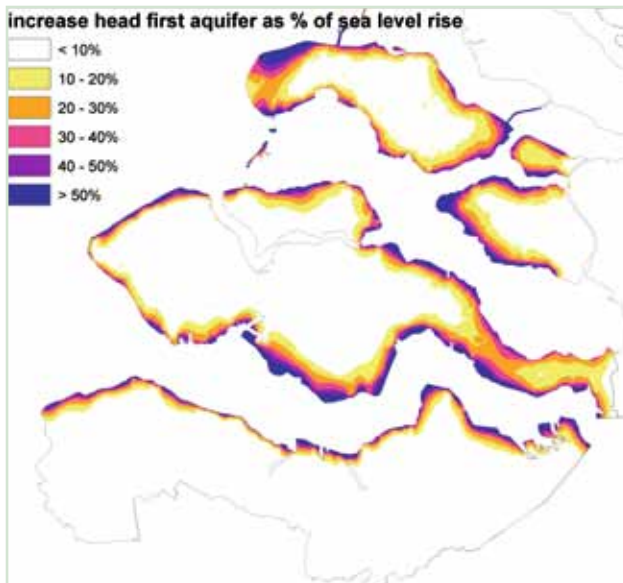 increase head first aquifer as % of sea level rise
< 10%
10 - 20%
20 - 30%
30 - 40%
40 - 50%
> 50%